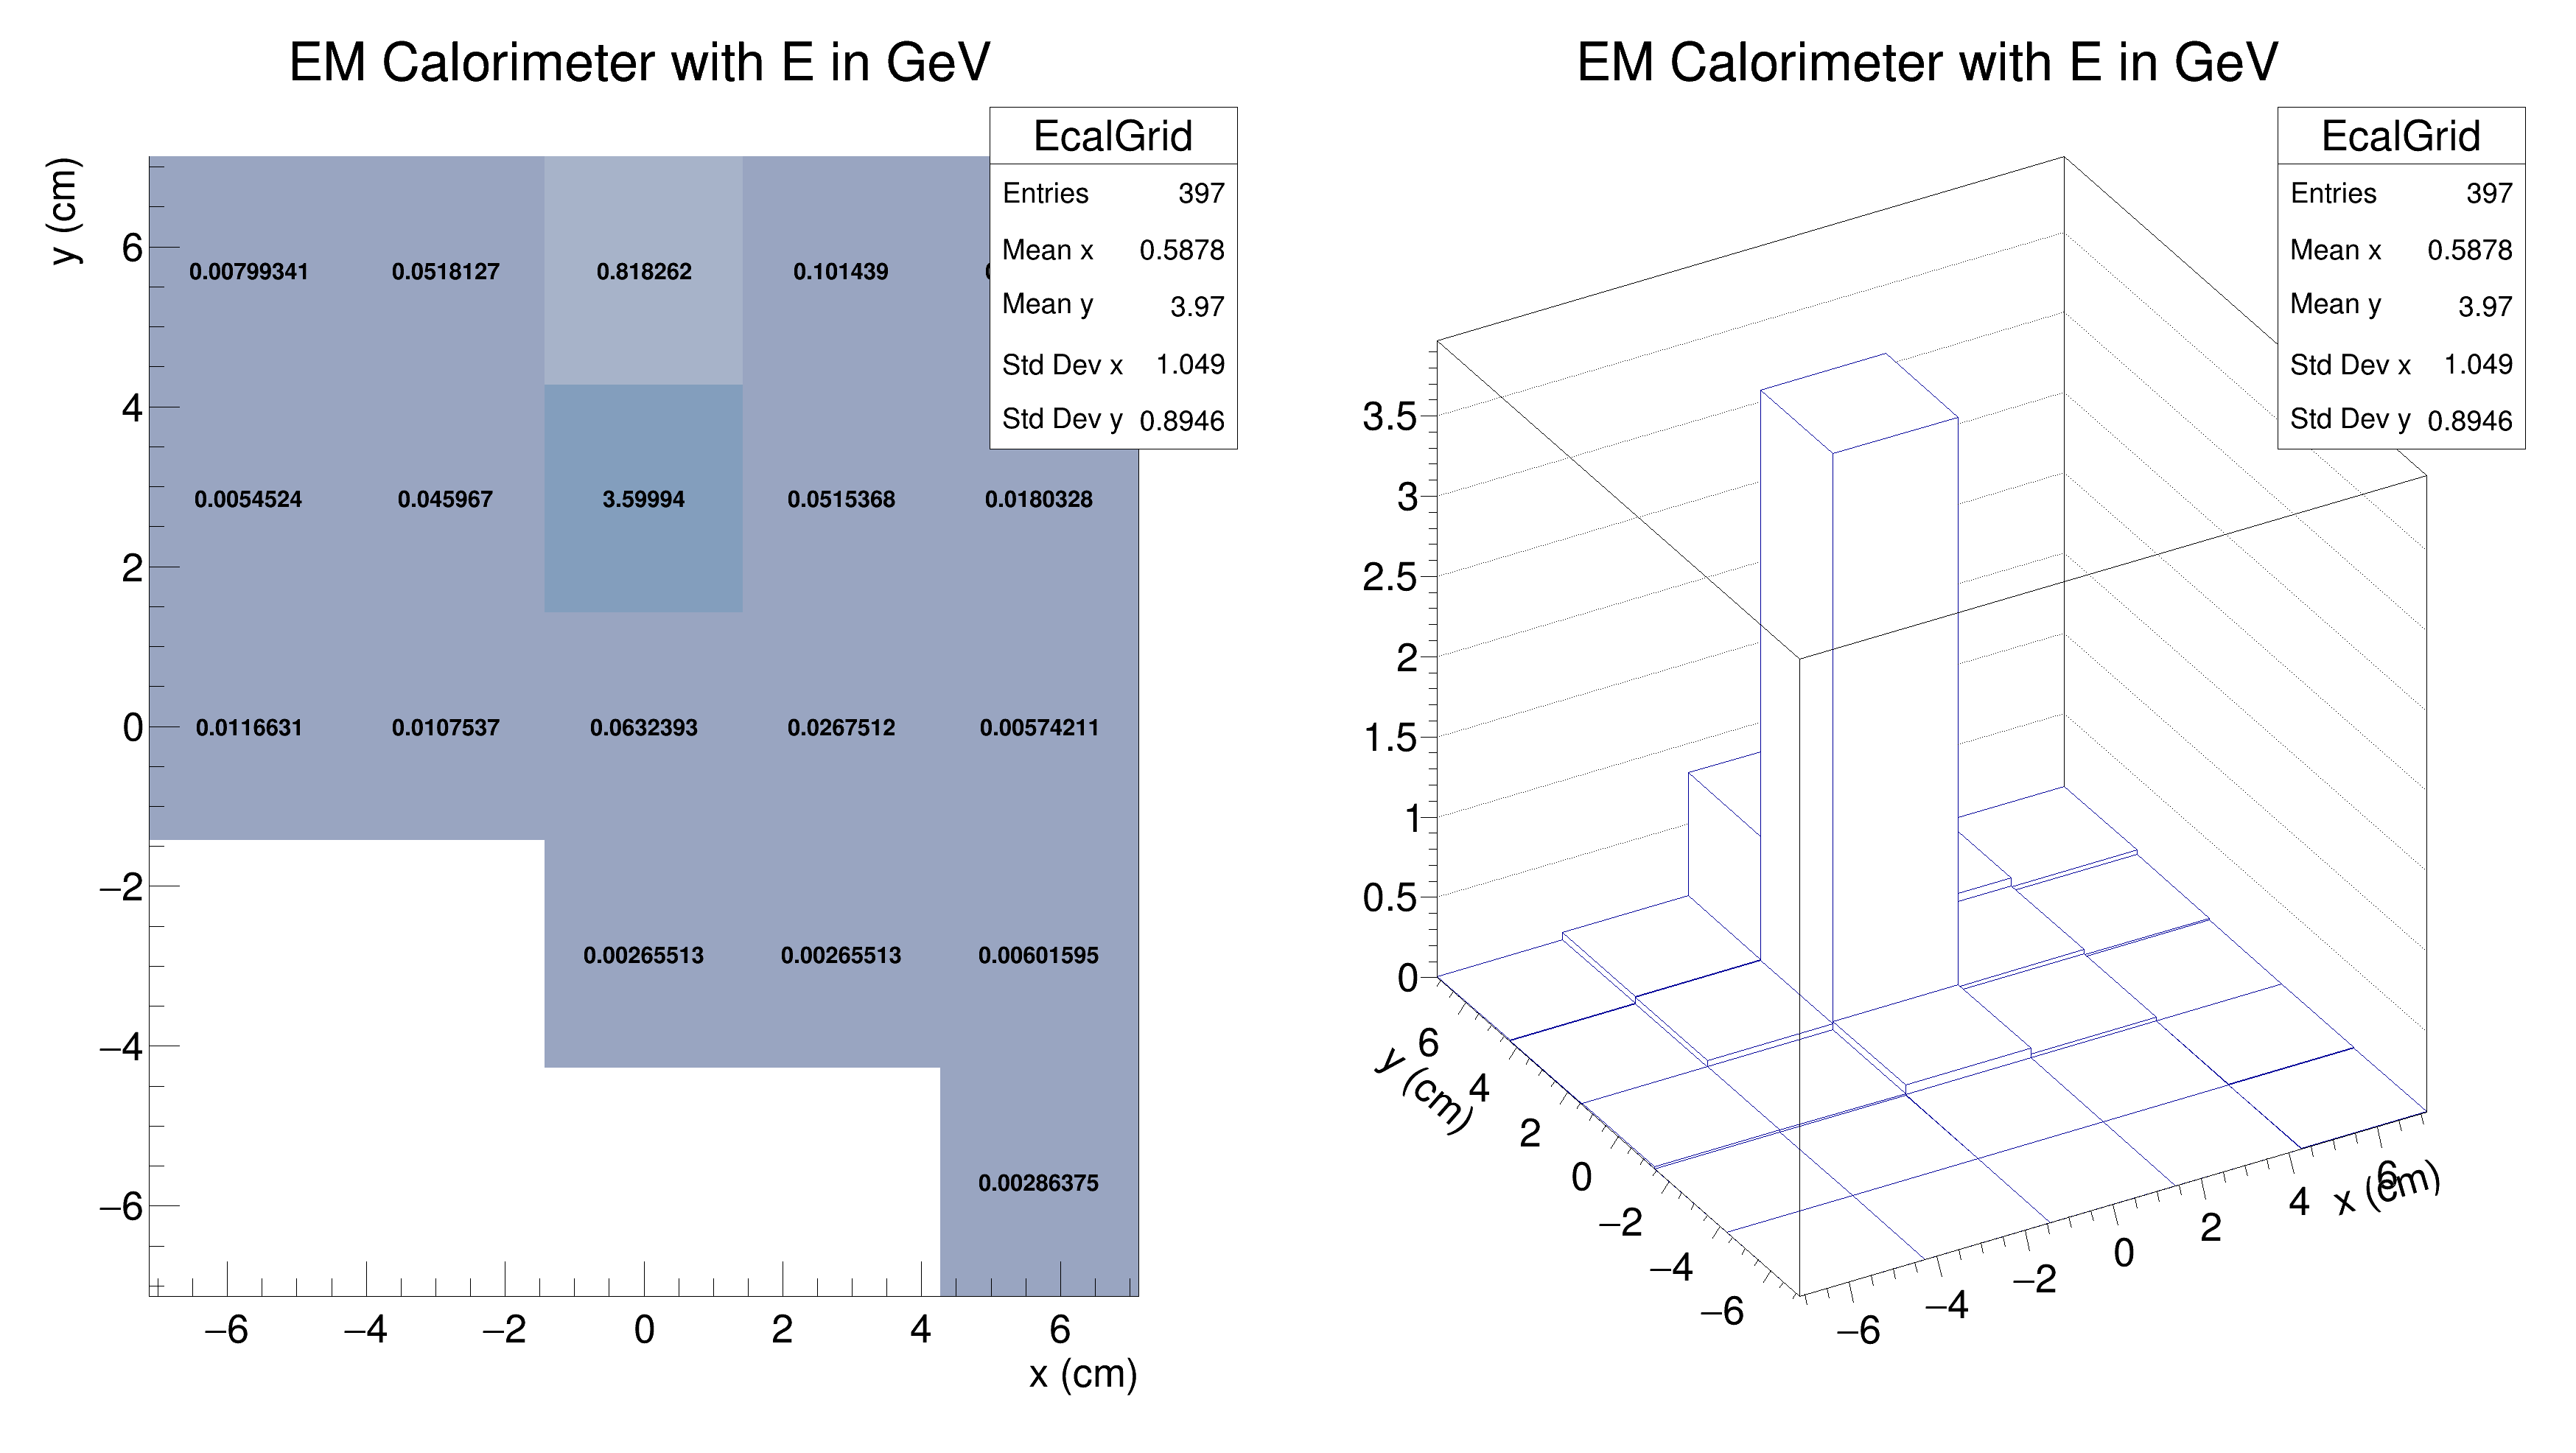 EM Calorimeter with E in GeV
y (cm)
EcalGrid
Entries 397
Mean x 0.5878
Mean y 3.97
Std Dev x 1.049
Std Dev y 0.8946
6
4
2
0
−2
−4
−6
0.00799341 0.0518127 0.818262 0.101439
0.0054524 0.045967 3.59994 0.0515368 0.0180328
0.0116631 0.0107537 0.0632393 0.0267512 0.00574211
0.00265513 0.00265513 0.00601595
0.00286375
−6 −4 −2 0 2 4 6
x (cm)
EM Calorimeter with E in GeV
EcalGrid
Entries 397
Mean x 0.5878
Mean y 3.97
Std Dev x 1.049
Std Dev y 0.8946
3.5
3
2.5
2
1.5
1
0.5
0
6
4
2
0
−2
−4
−6
y (cm)
−6 −4 −2 0 2 4 6
x (cm)